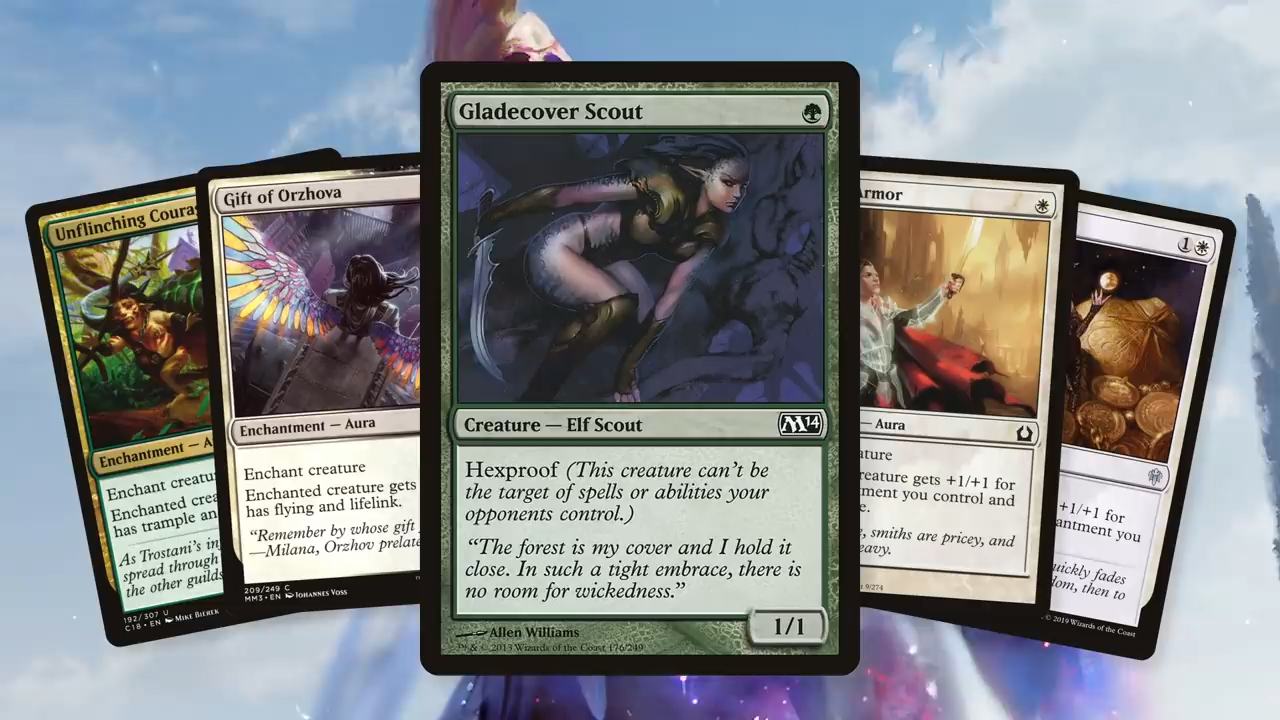 Unflinching Coura
Enchantment — A
Enchant creatur
Enchanted crea
has trample an
As Trostani's in
spread through
the other guilds
192/307 U
C18 • EN Mike Bierek
Gift of Orzhova
Enchantment — Aura
Enchant creature
Enchanted creature gets
has flying and lifelink.
"Remember by whose gift
—Milana, Orzhov prelate
209/249 C
MM3 • EN Johannes Voss
Gladecover Scout
Creature — Elf Scout
M14
Hexproof (This creature can't be
the target of spells or abilities your
opponents control.)
"The forest is my cover and I hold it
close. In such a tight embrace, there is
no room for wickedness."
1/1
Allen Williams
™ & © 2013 Wizards of the Coast 176/249
Armor
— Aura
ature
reature gets +1/+1 for
ment you control and
e.
, smiths are pricey, and
eavy.
9/274
1
+1/+1 for
antment you
uickly fades
dom, then to
© 2019 Wizards of the Coast